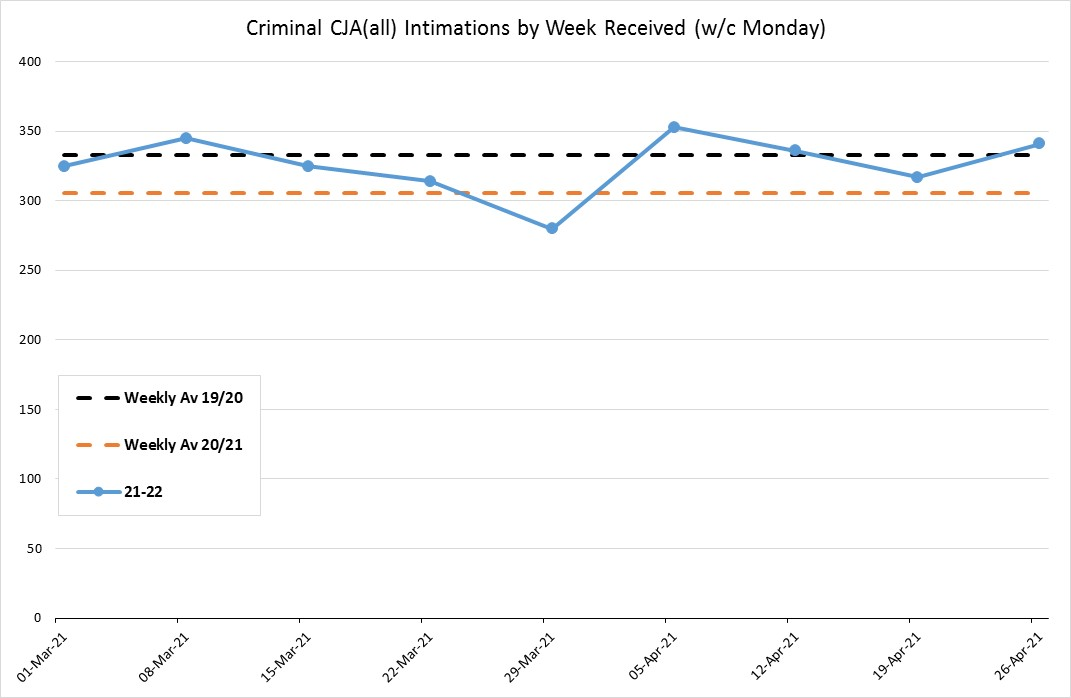 Criminal CJA(all) Intimations by Week Received (w/c Monday)
400
350
300
250
200
150
100
50
0
Weekly Av 19/20
Weekly Av 20/21
21-22
01-Mar-21
08-Mar-21
15-Mar-21
22-Mar-21
29-Mar-21
05-Apr-21
12-Apr-21
19-Apr-21
26-Apr-21